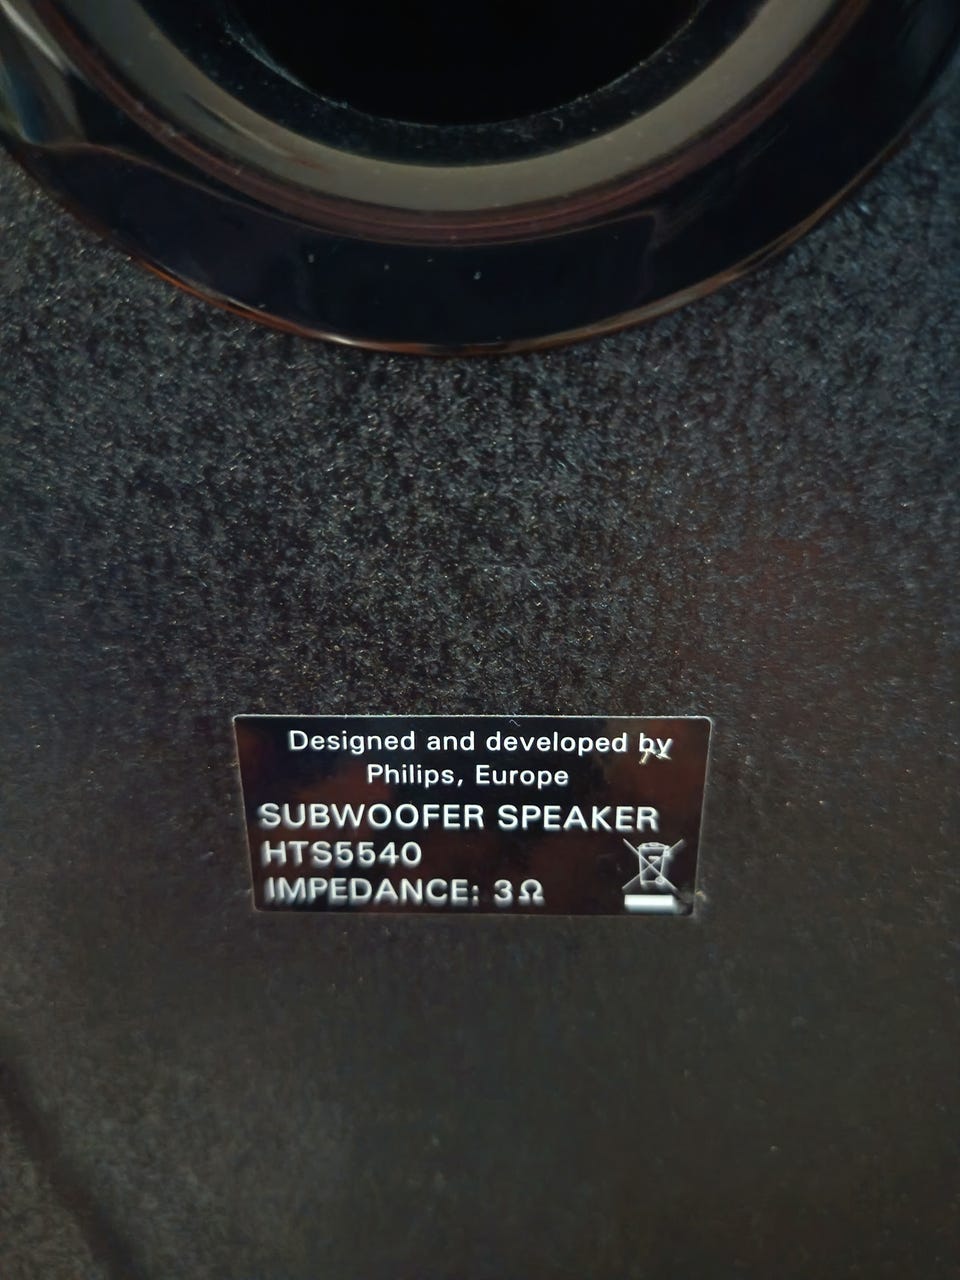 Designed and developed by
Philips, Europe
SUBWOOFER SPEAKER
HTS5540
IMPEDANCE: 3Ω